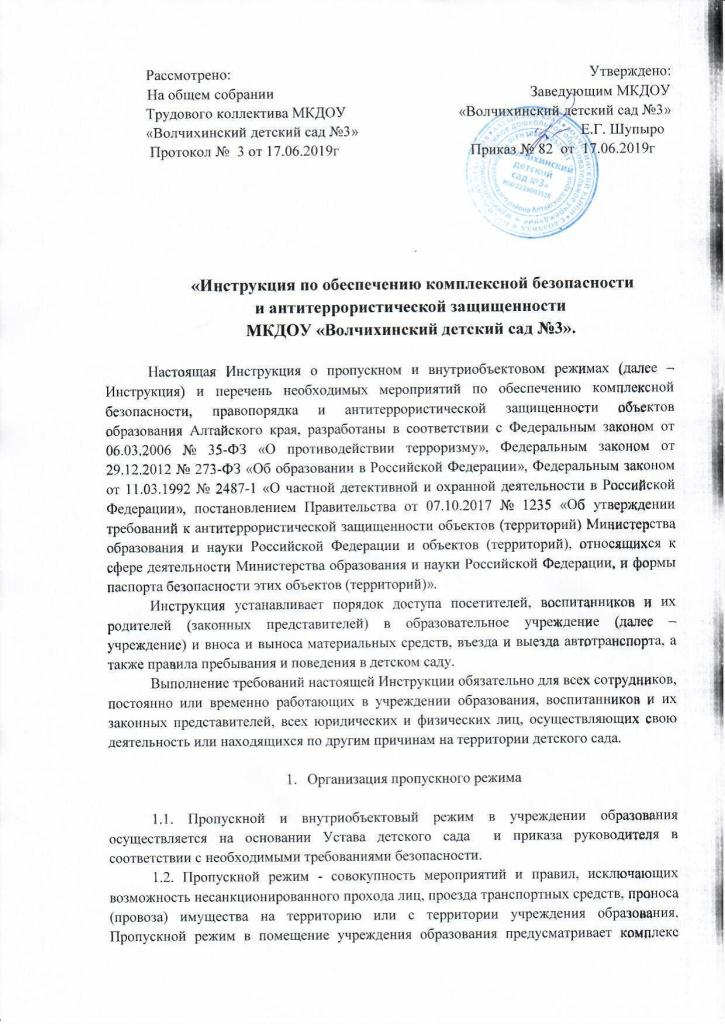 Рассмотрено:
На общем собрании
Трудового коллектива МКДОУ
«Волчихинский детский сад №3»
Протокол № 3 от 17.06.2019г
Утверждено:
Заведующим МКДОУ
«Волчихинский детский сад №3»
Е.Г. Шупыро
Приказ № 82 от 17.06.2019г
детский
сад №3»
«Инструкция по обеспечению комплексной безопасности
и антитеррористической защищенности
МКДОУ «Волчихинский детский сад №3».
Настоящая Инструкция о пропускном и внутриобъектовом режимах (далее –
Инструкция) и перечень необходимых мероприятий по обеспечению комплексной
безопасности, правопорядка и антитеррористической защищенности объектов
образования Алтайского края, разработаны в соответствии с Федеральным законом от
06.03.2006 № 35-ФЗ «О противодействии терроризму», Федеральным законом от
29.12.2012 № 273-ФЗ «Об образовании в Российской Федерации», Федеральным законом
от 11.03.1992 № 2487-1 «О частной детективной и охранной деятельности в Российской
Федерации», постановлением Правительства от 07.10.2017 № 1235 «Об утверждении
требований к антитеррористической защищенности объектов (территорий) Министерства
образования и науки Российской Федерации и объектов (территорий), относящихся к
сфере деятельности Министерства образования и науки Российской Федерации, и формы
паспорта безопасности этих объектов (территорий)».
Инструкция устанавливает порядок доступа посетителей, воспитанников и их
родителей (законных представителей) в образовательное учреждение (далее –
учреждение) и вноса и выноса материальных средств, въезда и выезда автотранспорта, а
также правила пребывания и поведения в детском саду.
Выполнение требований настоящей Инструкции обязательно для всех сотрудников,
постоянно или временно работающих в учреждении образования, воспитанников и их
законных представителей, всех юридических и физических лиц, осуществляющих свою
деятельность или находящихся по другим причинам на территории детского сада.
1. Организация пропускного режима
1.1. Пропускной и внутриобъектовый режим в учреждении образования
осуществляется на основании Устава детского сада и приказа руководителя в
соответствии с необходимыми требованиями безопасности.
1.2. Пропускной режим - совокупность мероприятий и правил, исключающих
возможность несанкционированного прохода лиц, проезда транспортных средств, проноса
(провоза) имущества на территорию или с территории учреждения образования.
Пропускной режим в помещение учреждения образования предусматривает комплекс